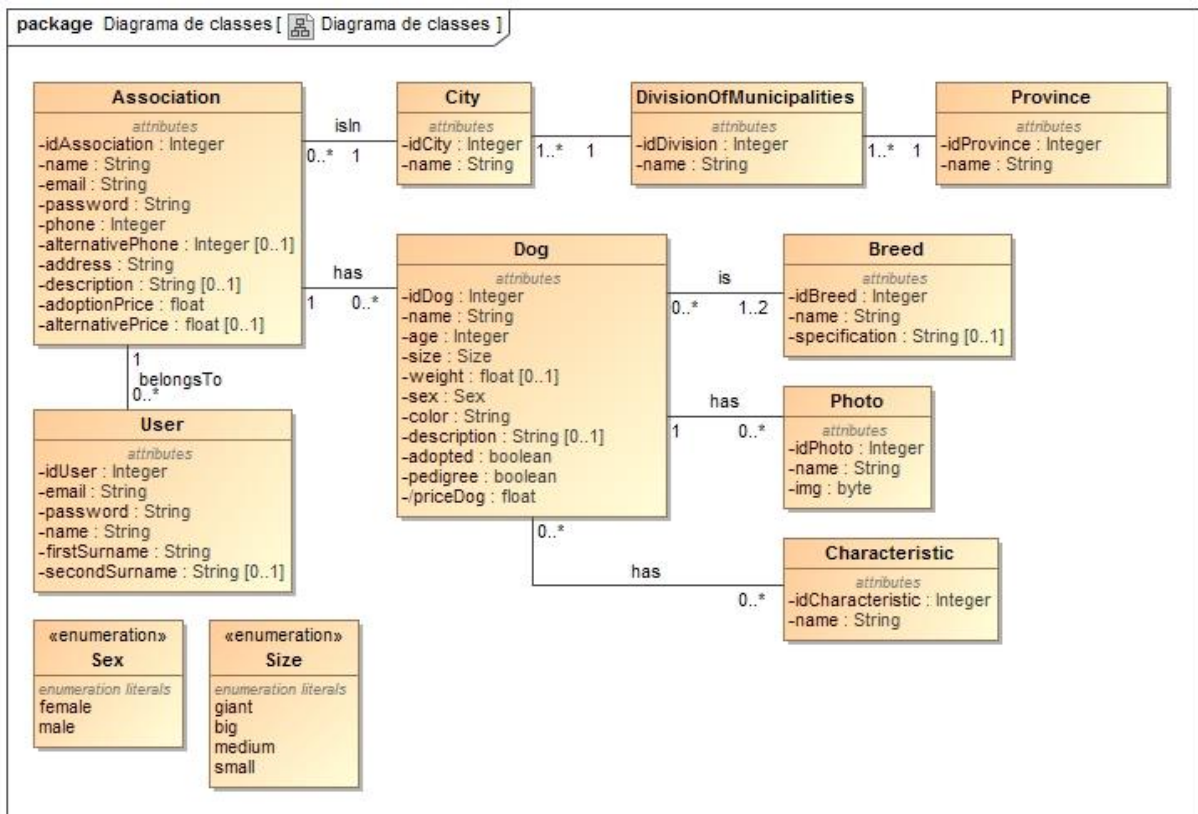 package Diagrama de classes [ Diagrama de classes ]
Association
attributes
-idAssociation : Integer
-name : String
-email : String
-password : String
-phone : Integer
-alternativePhone : Integer [0..1]
-address : String
-description : String [0..1]
-adoptionPrice : float
-alternativePrice : float [0..1]
isIn
0..* 1
City
attributes
-idCity : Integer
-name : String
1..* 1
DivisionOfMunicipalities
attributes
-idDivision : Integer
-name : String
1..* 1
Province
attributes
-idProvince : Integer
-name : String
has
1 0..*
Dog
attributes
-idDog : Integer
-name : String
-age : Integer
-size : Size
-weight : float [0..1]
-sex : Sex
-color : String
-description : String [0..1]
-adopted : boolean
-pedigree : boolean
-/priceDog : float
is
0..* 1..2
Breed
attributes
-idBreed : Integer
-name : String
-specification : String [0..1]
has
1 0..*
Photo
attributes
-idPhoto : Integer
-name : String
-img : byte
0..*
has
0..*
Characteristic
attributes
-idCharacteristic : Integer
-name : String
1
belongsTo
0..*
User
attributes
-idUser : Integer
-email : String
-password : String
-name : String
-firstSurname : String
-secondSurname : String [0..1]
«enumeration»
Sex
enumeration literals
female
male
«enumeration»
Size
enumeration literals
giant
big
medium
small